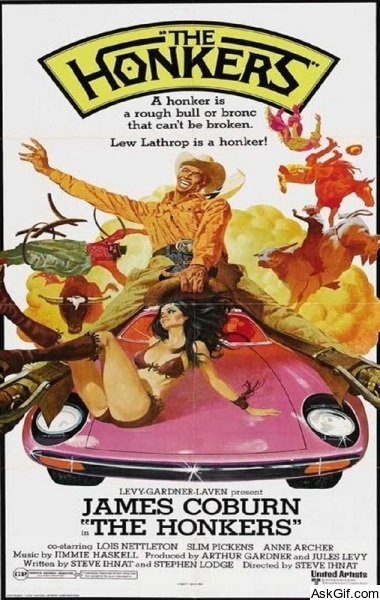 "THE
HONKERS"
A honker is
a rough bull or bronc
that can't be broken.
Lew Lathrop is a honker!
LEVY-GARDNER-LAVEN present
JAMES COBURN
in "THE HONKERS"
co-starring LOIS NETTLETON SLIM PICKENS ANNE ARCHER
Music by JIMMIE HASKELL Produced by ARTHUR GARDNER and JULES LEVY
Written by STEVE IHNAT and STEPHEN LODGE Directed by STEVE IHNAT
GP
United Artists
AskGif.com